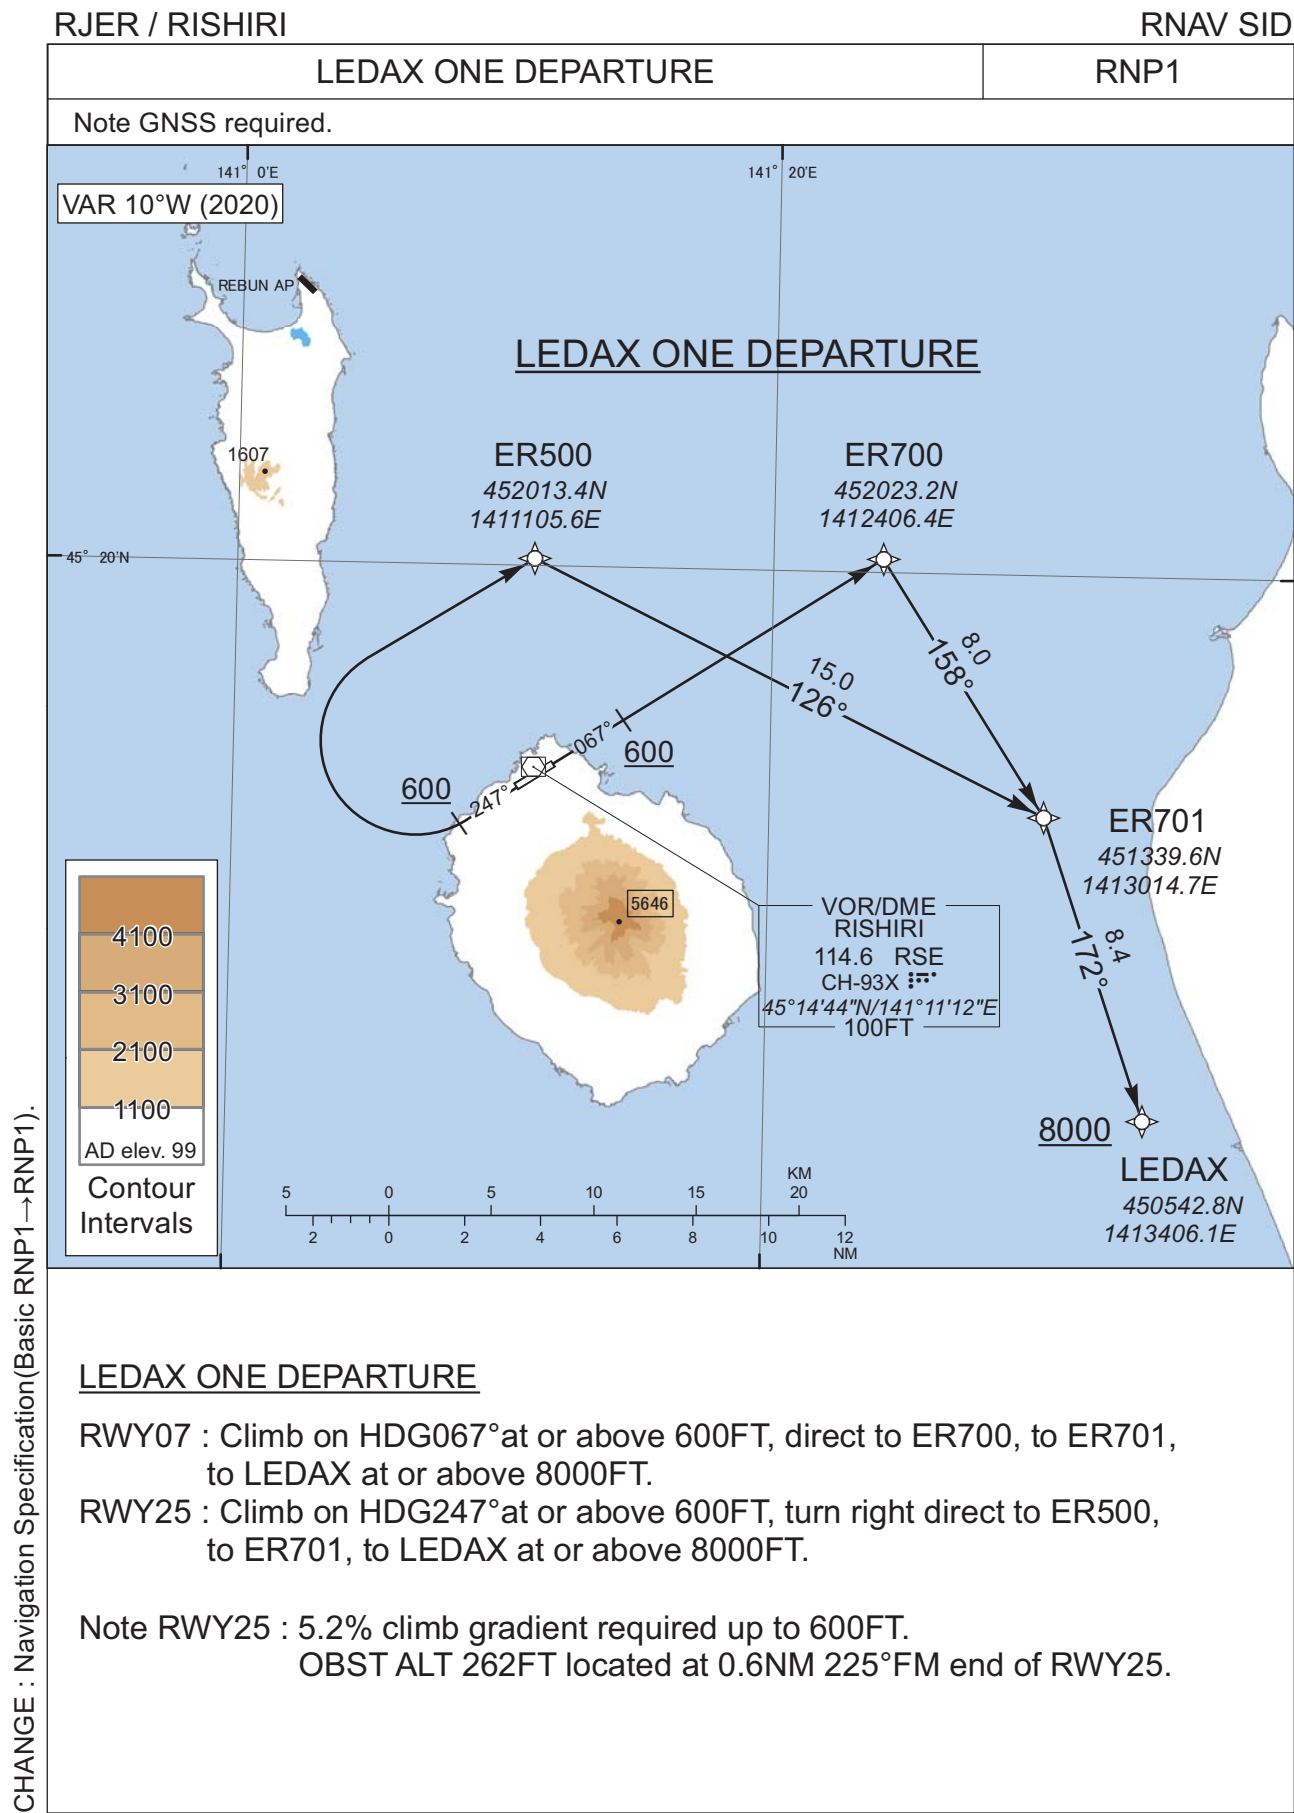 RJER / RISHIRI
RNAV SID
LEDAX ONE DEPARTURE
RNP1
Note GNSS required.
141° 0'E
141° 20'E
VAR 10°W (2020)
REBUN AP
LEDAX ONE DEPARTURE
1607
ER500
452013.4N
1411105.6E
ER700
452023.2N
1412406.4E
45° 20'N
8.0
158°
15.0
126°
067°
600
600
247°
ER701
451339.6N
1413014.7E
5646
VOR/DME
RISHIRI
114.6 RSE
CH-93X
45°14'44"N/141°11'12"E
100FT
8.4
172°
4100
3100
2100
1100
AD elev. 99
Contour
Intervals
8000
LEDAX
450542.8N
1413406.1E
KM
5 0 5 10 15 20
2 0 2 4 6 8 10 12
NM
LEDAX ONE DEPARTURE
RWY07 : Climb on HDG067°at or above 600FT, direct to ER700, to ER701,
to LEDAX at or above 8000FT.
RWY25 : Climb on HDG247°at or above 600FT, turn right direct to ER500,
to ER701, to LEDAX at or above 8000FT.
Note RWY25 : 5.2% climb gradient required up to 600FT.
OBST ALT 262FT located at 0.6NM 225°FM end of RWY25.
CHANGE : Navigation Specification(Basic RNP1→RNP1).